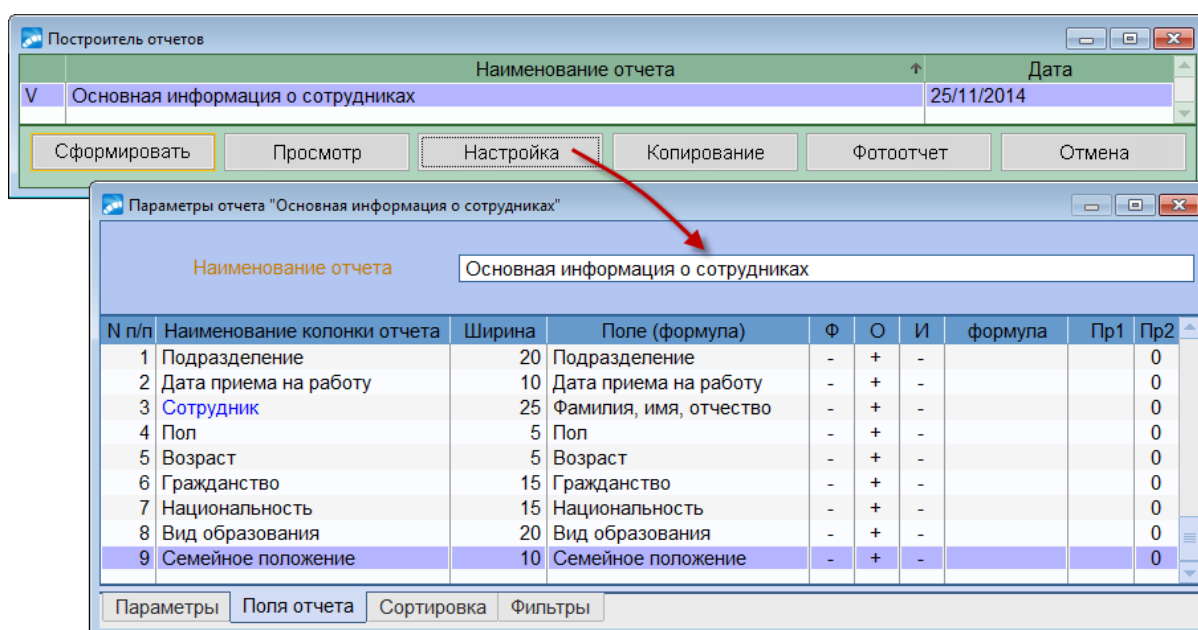 Построитель отчетов
Наименование отчета Дата
V Основная информация о сотрудниках 25/11/2014
Сформировать Просмотр Настройка Копирование Фотоотчет Отмена
Параметры отчета "Основная информация о сотрудниках"
Наименование отчета Основная информация о сотрудниках
N п/п Наименование колонки отчета Ширина Поле (формула) Ф О И формула Пр1 Пр2
1 Подразделение 20 Подразделение - + - 0
2 Дата приема на работу 10 Дата приема на работу - + - 0
3 Сотрудник 25 Фамилия, имя, отчество - + - 0
4 Пол 5 Пол - + - 0
5 Возраст 5 Возраст - + - 0
6 Гражданство 15 Гражданство - + - 0
7 Национальность 15 Национальность - + - 0
8 Вид образования 20 Вид образования - + - 0
9 Семейное положение 10 Семейное положение - + - 0
Параметры Поля отчета Сортировка Фильтры